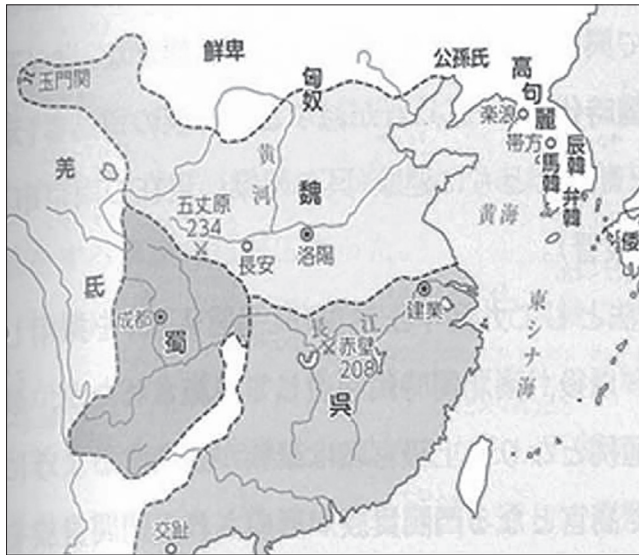 鮮卑
公孫氏
高句麗
匈奴
玉門関
楽浪
帯方
辰韓
馬韓
弁韓
羌
黄河
魏
五丈原
234
長安
洛陽
黄海
倭
氐
成都
蜀
建業
長江
赤壁
208
呉
東シナ海
交趾